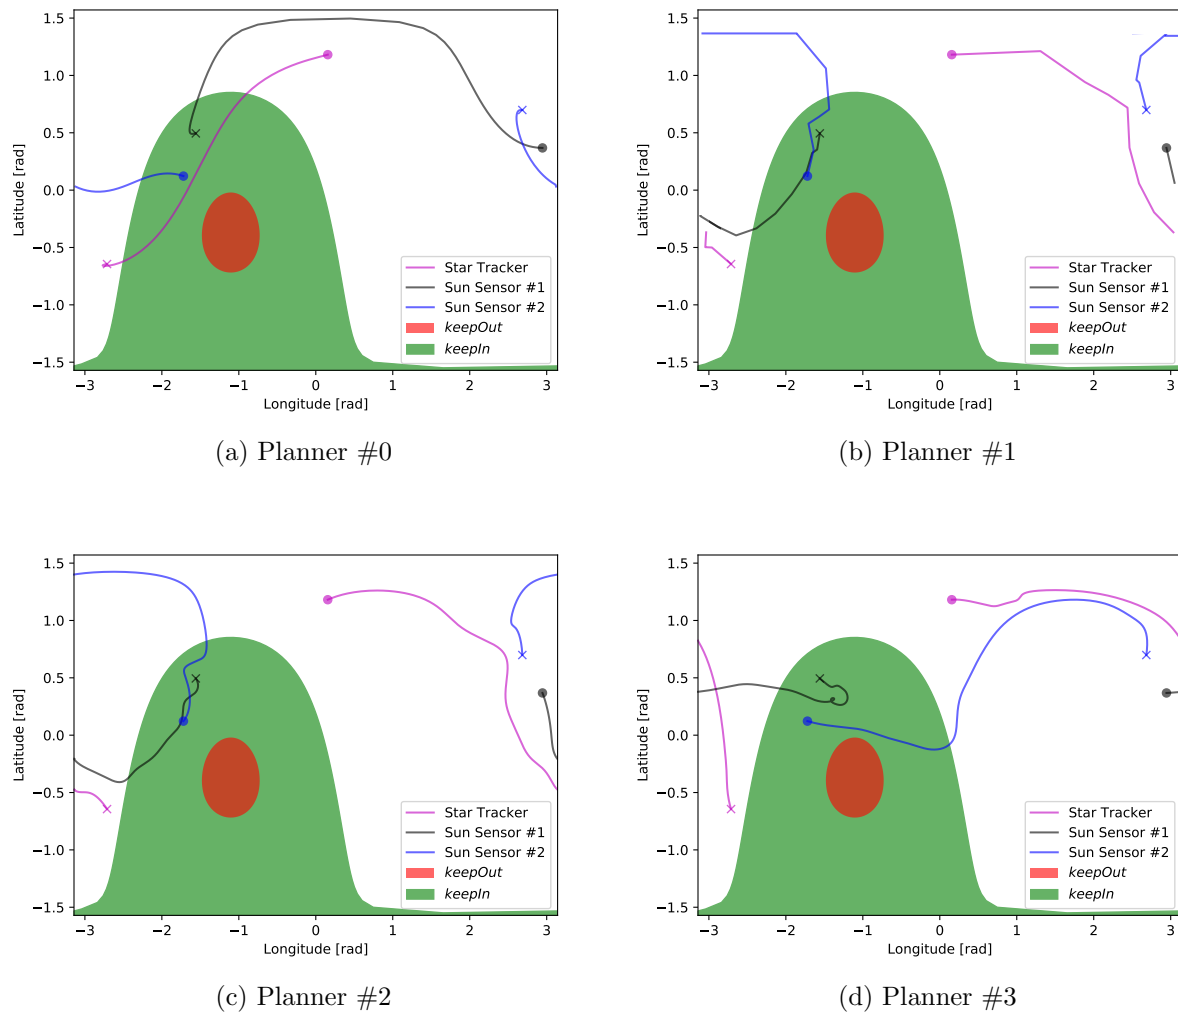 1.5
1.0
0.5
0.0
−0.5
−1.0
−1.5
Latitude [rad]
Star Tracker
Sun Sensor #1
Sun Sensor #2
keepOut
keepIn
−3 −2 −1 0 1 2 3
Longitude [rad]
(a) Planner #0
1.5
1.0
0.5
0.0
−0.5
−1.0
−1.5
Latitude [rad]
Star Tracker
Sun Sensor #1
Sun Sensor #2
keepOut
keepIn
−3 −2 −1 0 1 2 3
Longitude [rad]
(b) Planner #1
1.5
1.0
0.5
0.0
−0.5
−1.0
−1.5
Latitude [rad]
Star Tracker
Sun Sensor #1
Sun Sensor #2
keepOut
keepIn
−3 −2 −1 0 1 2 3
Longitude [rad]
(c) Planner #2
1.5
1.0
0.5
0.0
−0.5
−1.0
−1.5
Latitude [rad]
Star Tracker
Sun Sensor #1
Sun Sensor #2
keepOut
keepIn
−3 −2 −1 0 1 2 3
Longitude [rad]
(d) Planner #3